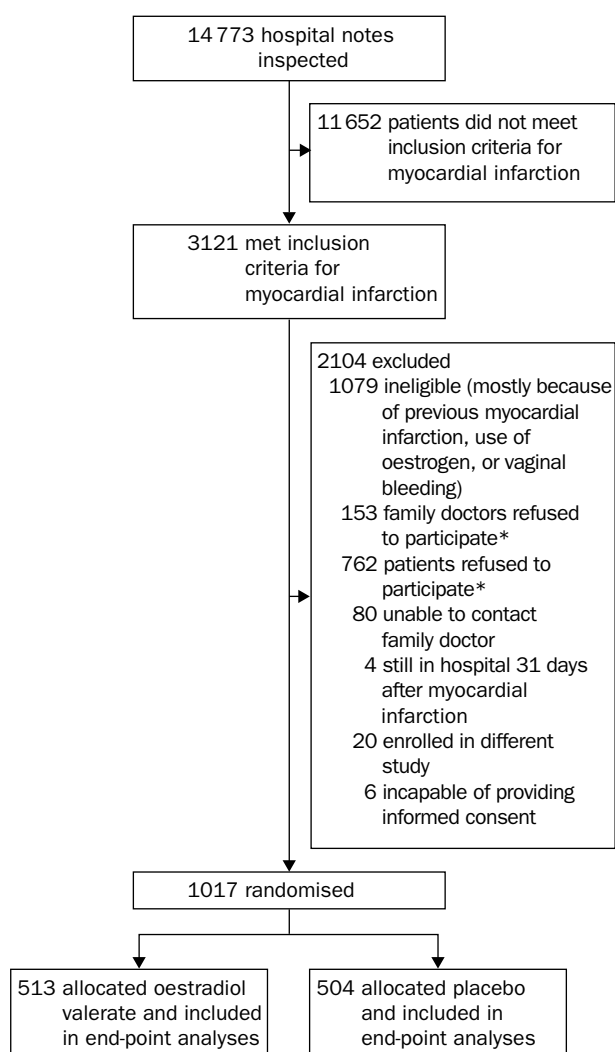 14 773 hospital notes
inspected
11 652 patients did not meet
inclusion criteria for
myocardial infarction
3121 met inclusion
criteria for
myocardial infarction
2104 excluded
1079 ineligible (mostly because
of previous myocardial
infarction, use of
oestrogen, or vaginal
bleeding)
153 family doctors refused
to participate*
762 patients refused to
participate*
80 unable to contact
family doctor
4 still in hospital 31 days
after myocardial
infarction
20 enrolled in different
study
6 incapable of providing
informed consent
1017 randomised
513 allocated oestradiol
valerate and included
in end-point analyses
504 allocated placebo
and included in
end-point analyses